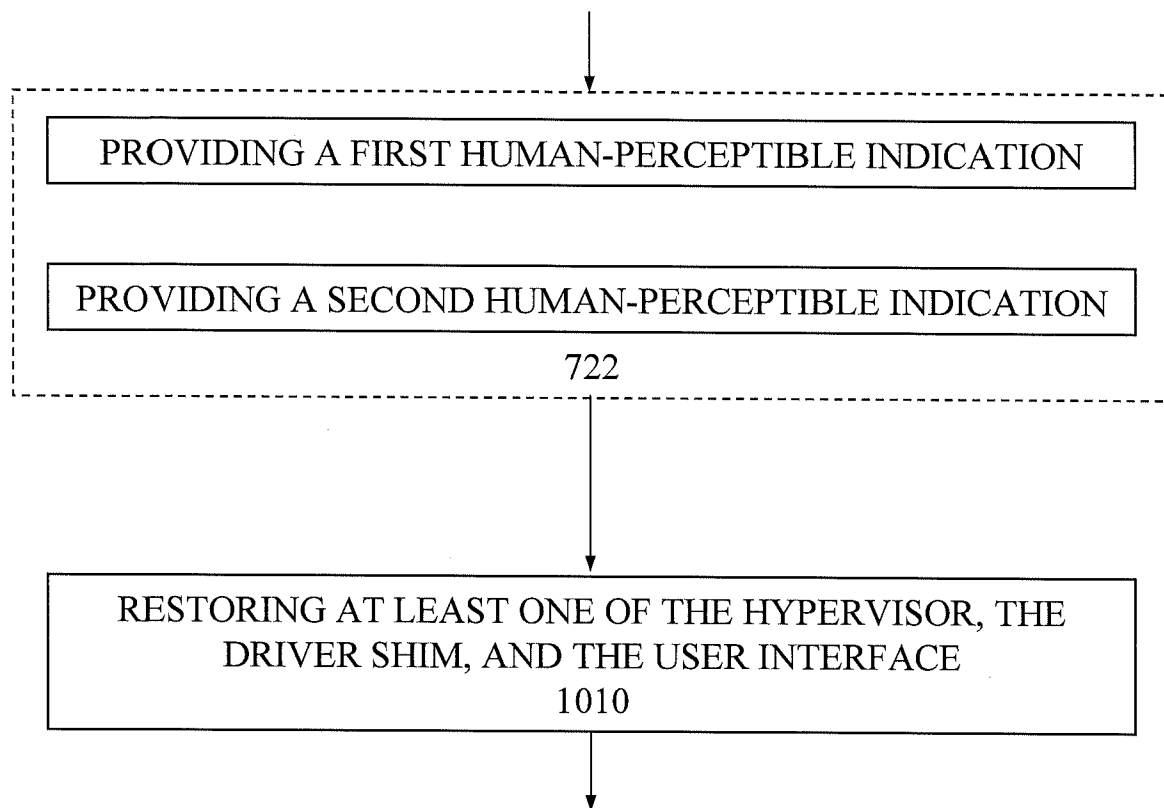 PROVIDING A FIRST HUMAN-PERCEPTIBLE INDICATION
PROVIDING A SECOND HUMAN-PERCEPTIBLE INDICATION
722
RESTORING AT LEAST ONE OF THE HYPERVISOR, THE
DRIVER SHIM, AND THE USER INTERFACE
1010